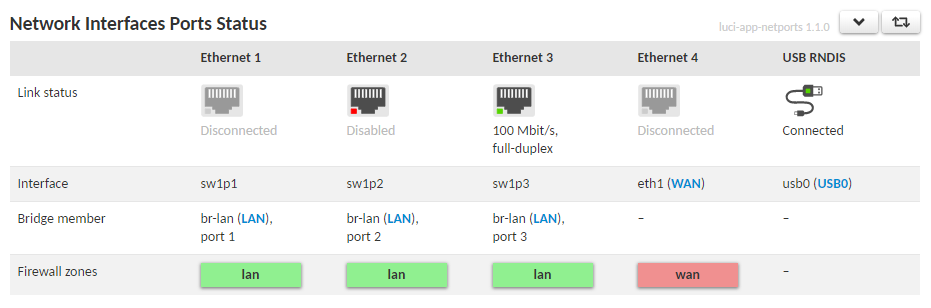 Network Interfaces Ports Status
luci-app-netports 1.1.0
Ethernet 1 Ethernet 2 Ethernet 3 Ethernet 4 USB RNDIS
Link status
Disconnected Disabled 100 Mbit/s, Disconnected Connected
full-duplex
Interface sw1p1 sw1p2 sw1p3 eth1 (WAN) usb0 (USB0)
Bridge member br-lan (LAN), br-lan (LAN), br-lan (LAN), – –
port 1 port 2 port 3
Firewall zones lan lan lan wan –